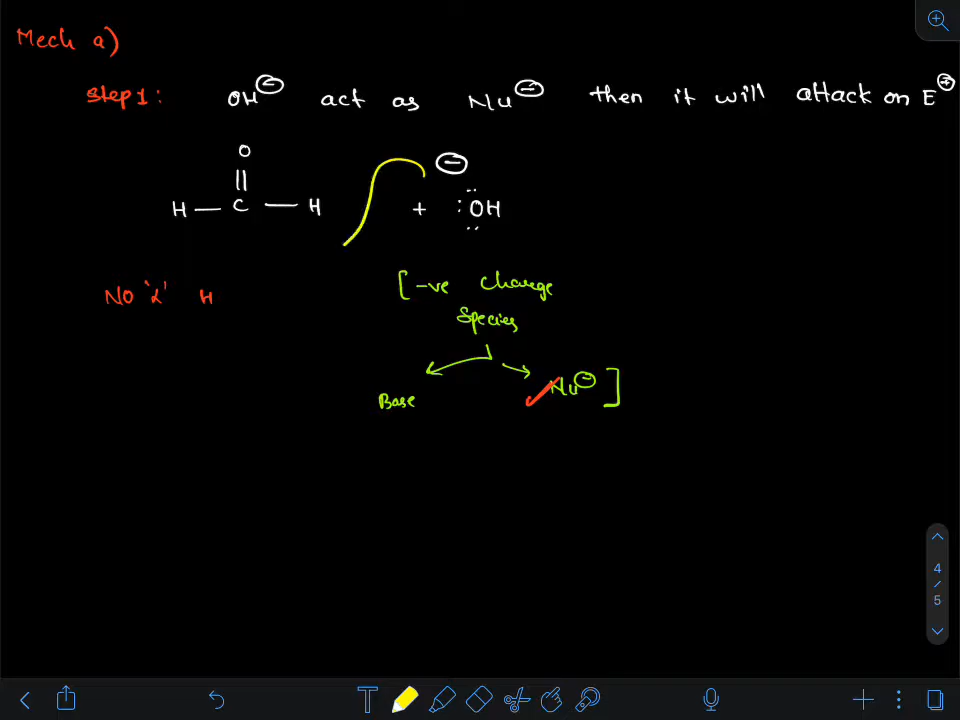 Mech a)
Step 1: OH⊖ act as Nu⊖ then it will attack on E⊕
O
||
H — C — H + :ÖH ⊖
No 'α' H
[-ve charge
Species
Base Nu⊖]
4
/
5
T